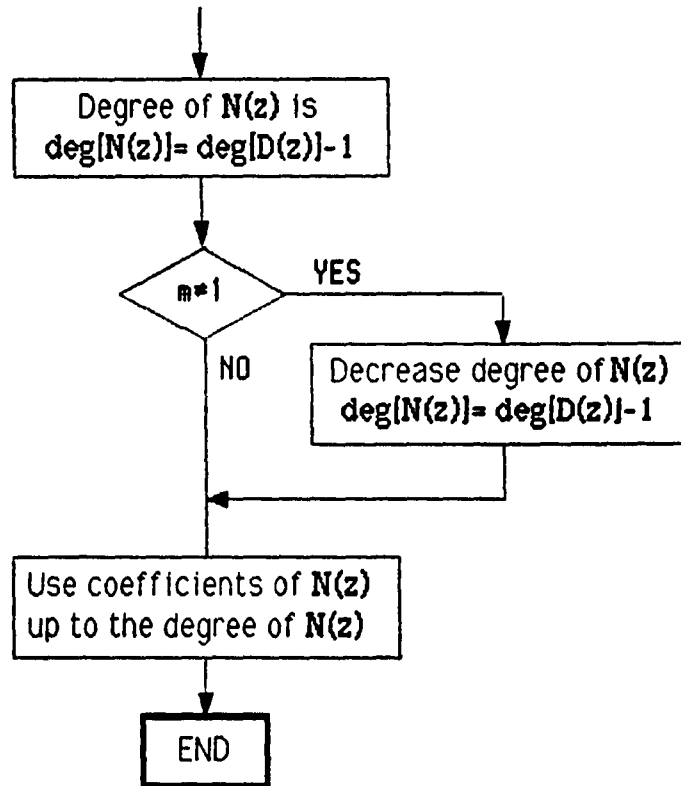 Degree of N(z) is
deg[N(z)]= deg[D(z)]-1
m≠1
YES
NO
Decrease degree of N(z)
deg[N(z)]= deg[D(z)]-1
Use coefficients of N(z)
up to the degree of N(z)
END